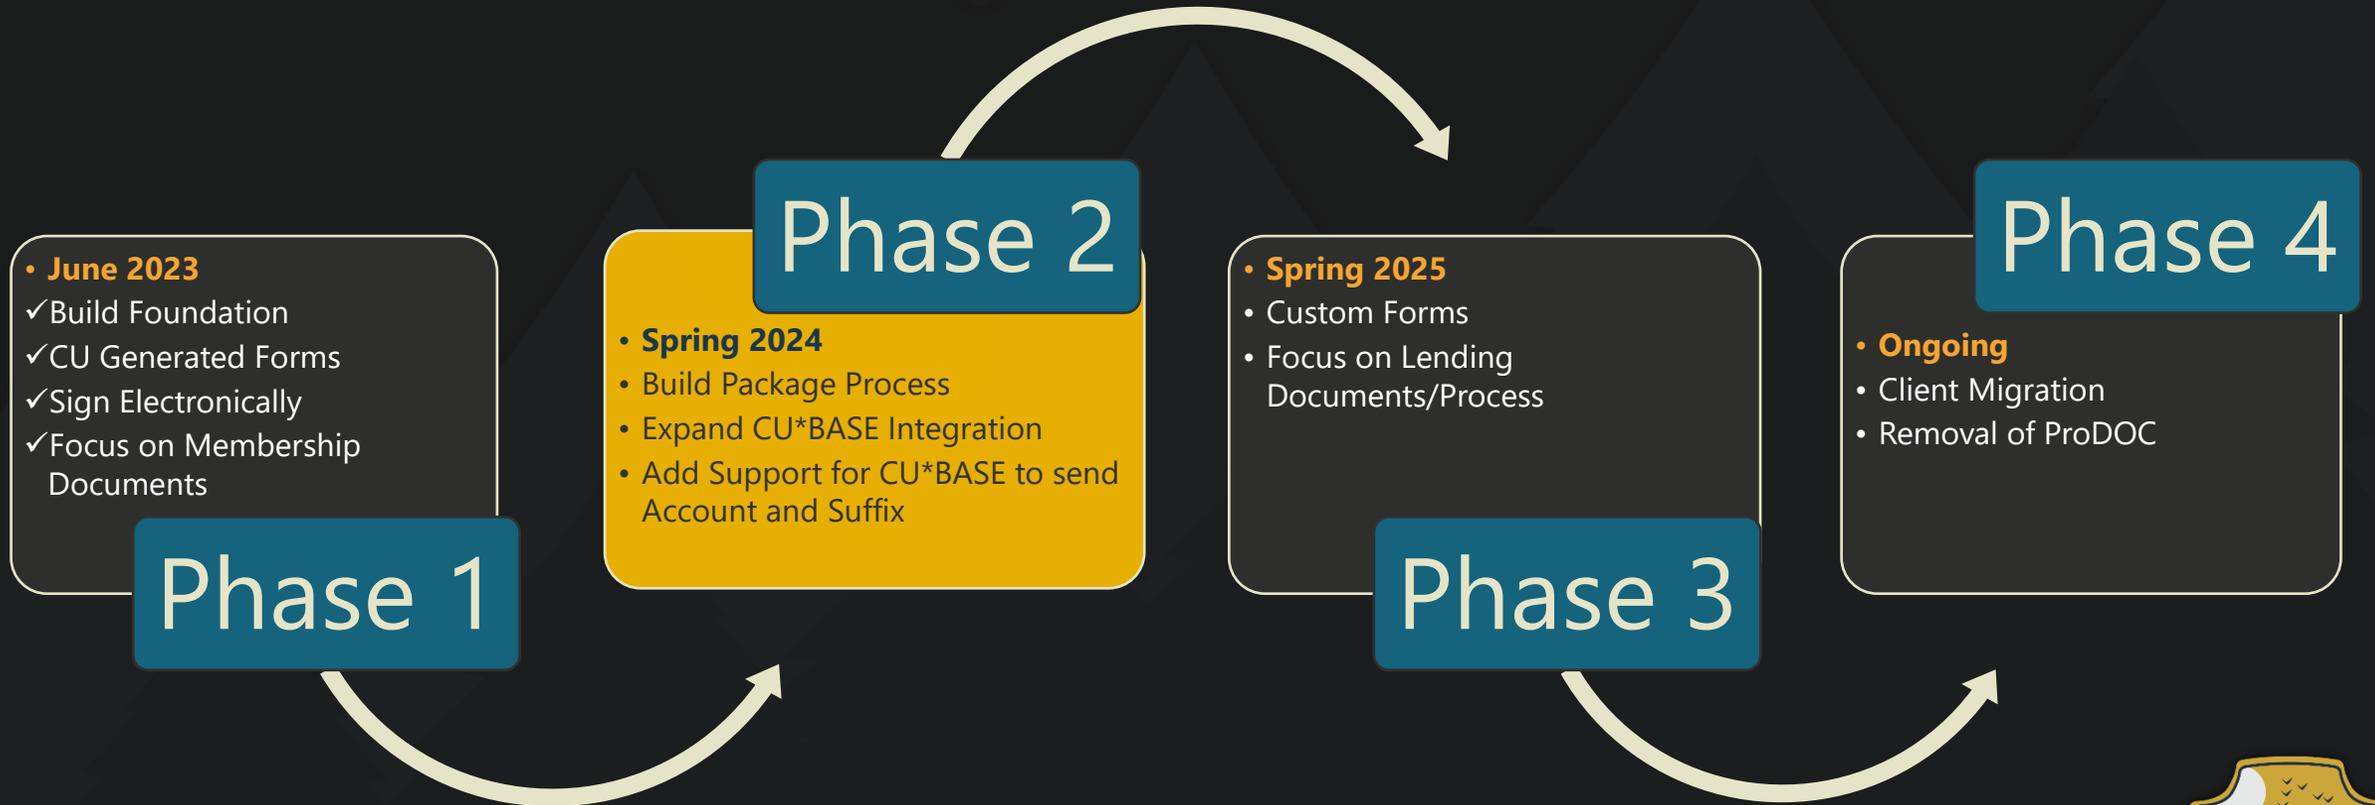 • June 2023
✓Build Foundation
✓CU Generated Forms
✓Sign Electronically
✓Focus on Membership
Documents
Phase 1
Phase 2
• Spring 2024
• Build Package Process
• Expand CU*BASE Integration
• Add Support for CU*BASE to send
Account and Suffix
• Spring 2025
• Custom Forms
• Focus on Lending
Documents/Process
Phase 3
Phase 4
• Ongoing
• Client Migration
• Removal of ProDOC